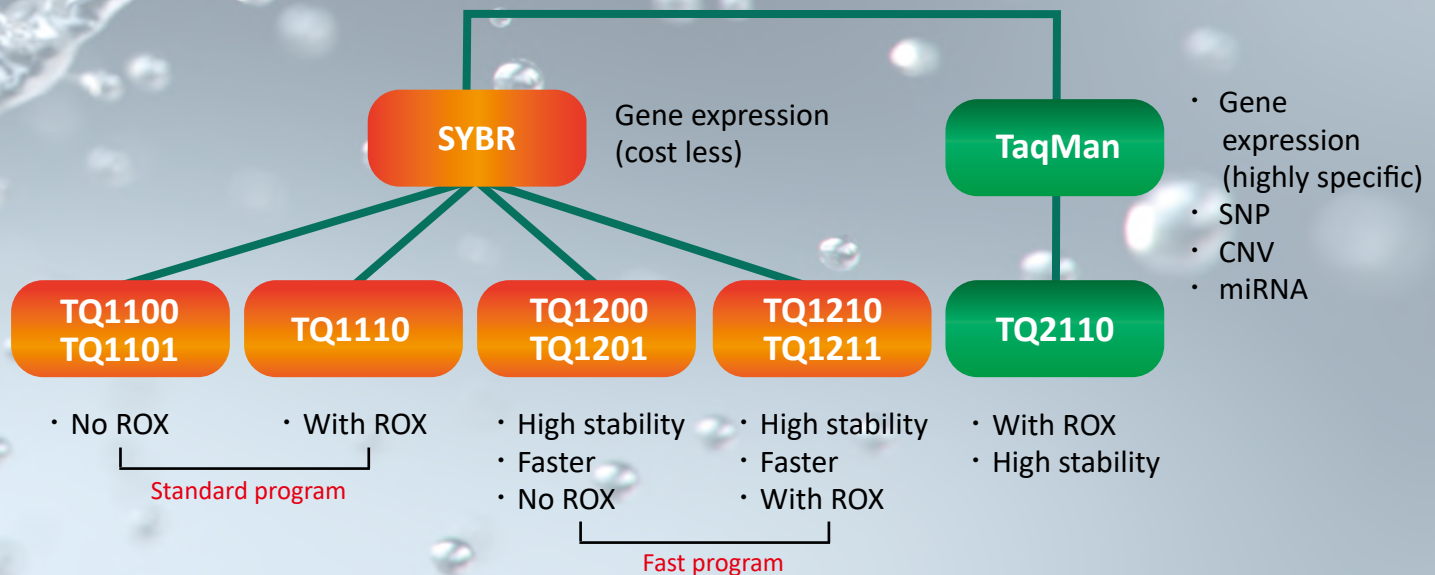 SYBR
Gene expression
(cost less)
TaqMan
· Gene
expression
(highly specific)
· SNP
· CNV
· miRNA
TQ1100
TQ1101
TQ1110
TQ1200
TQ1201
TQ1210
TQ1211
TQ2110
· No ROX
· With ROX
Standard program
· High stability
· Faster
· No ROX
· High stability
· Faster
· With ROX
Fast program
· With ROX
· High stability